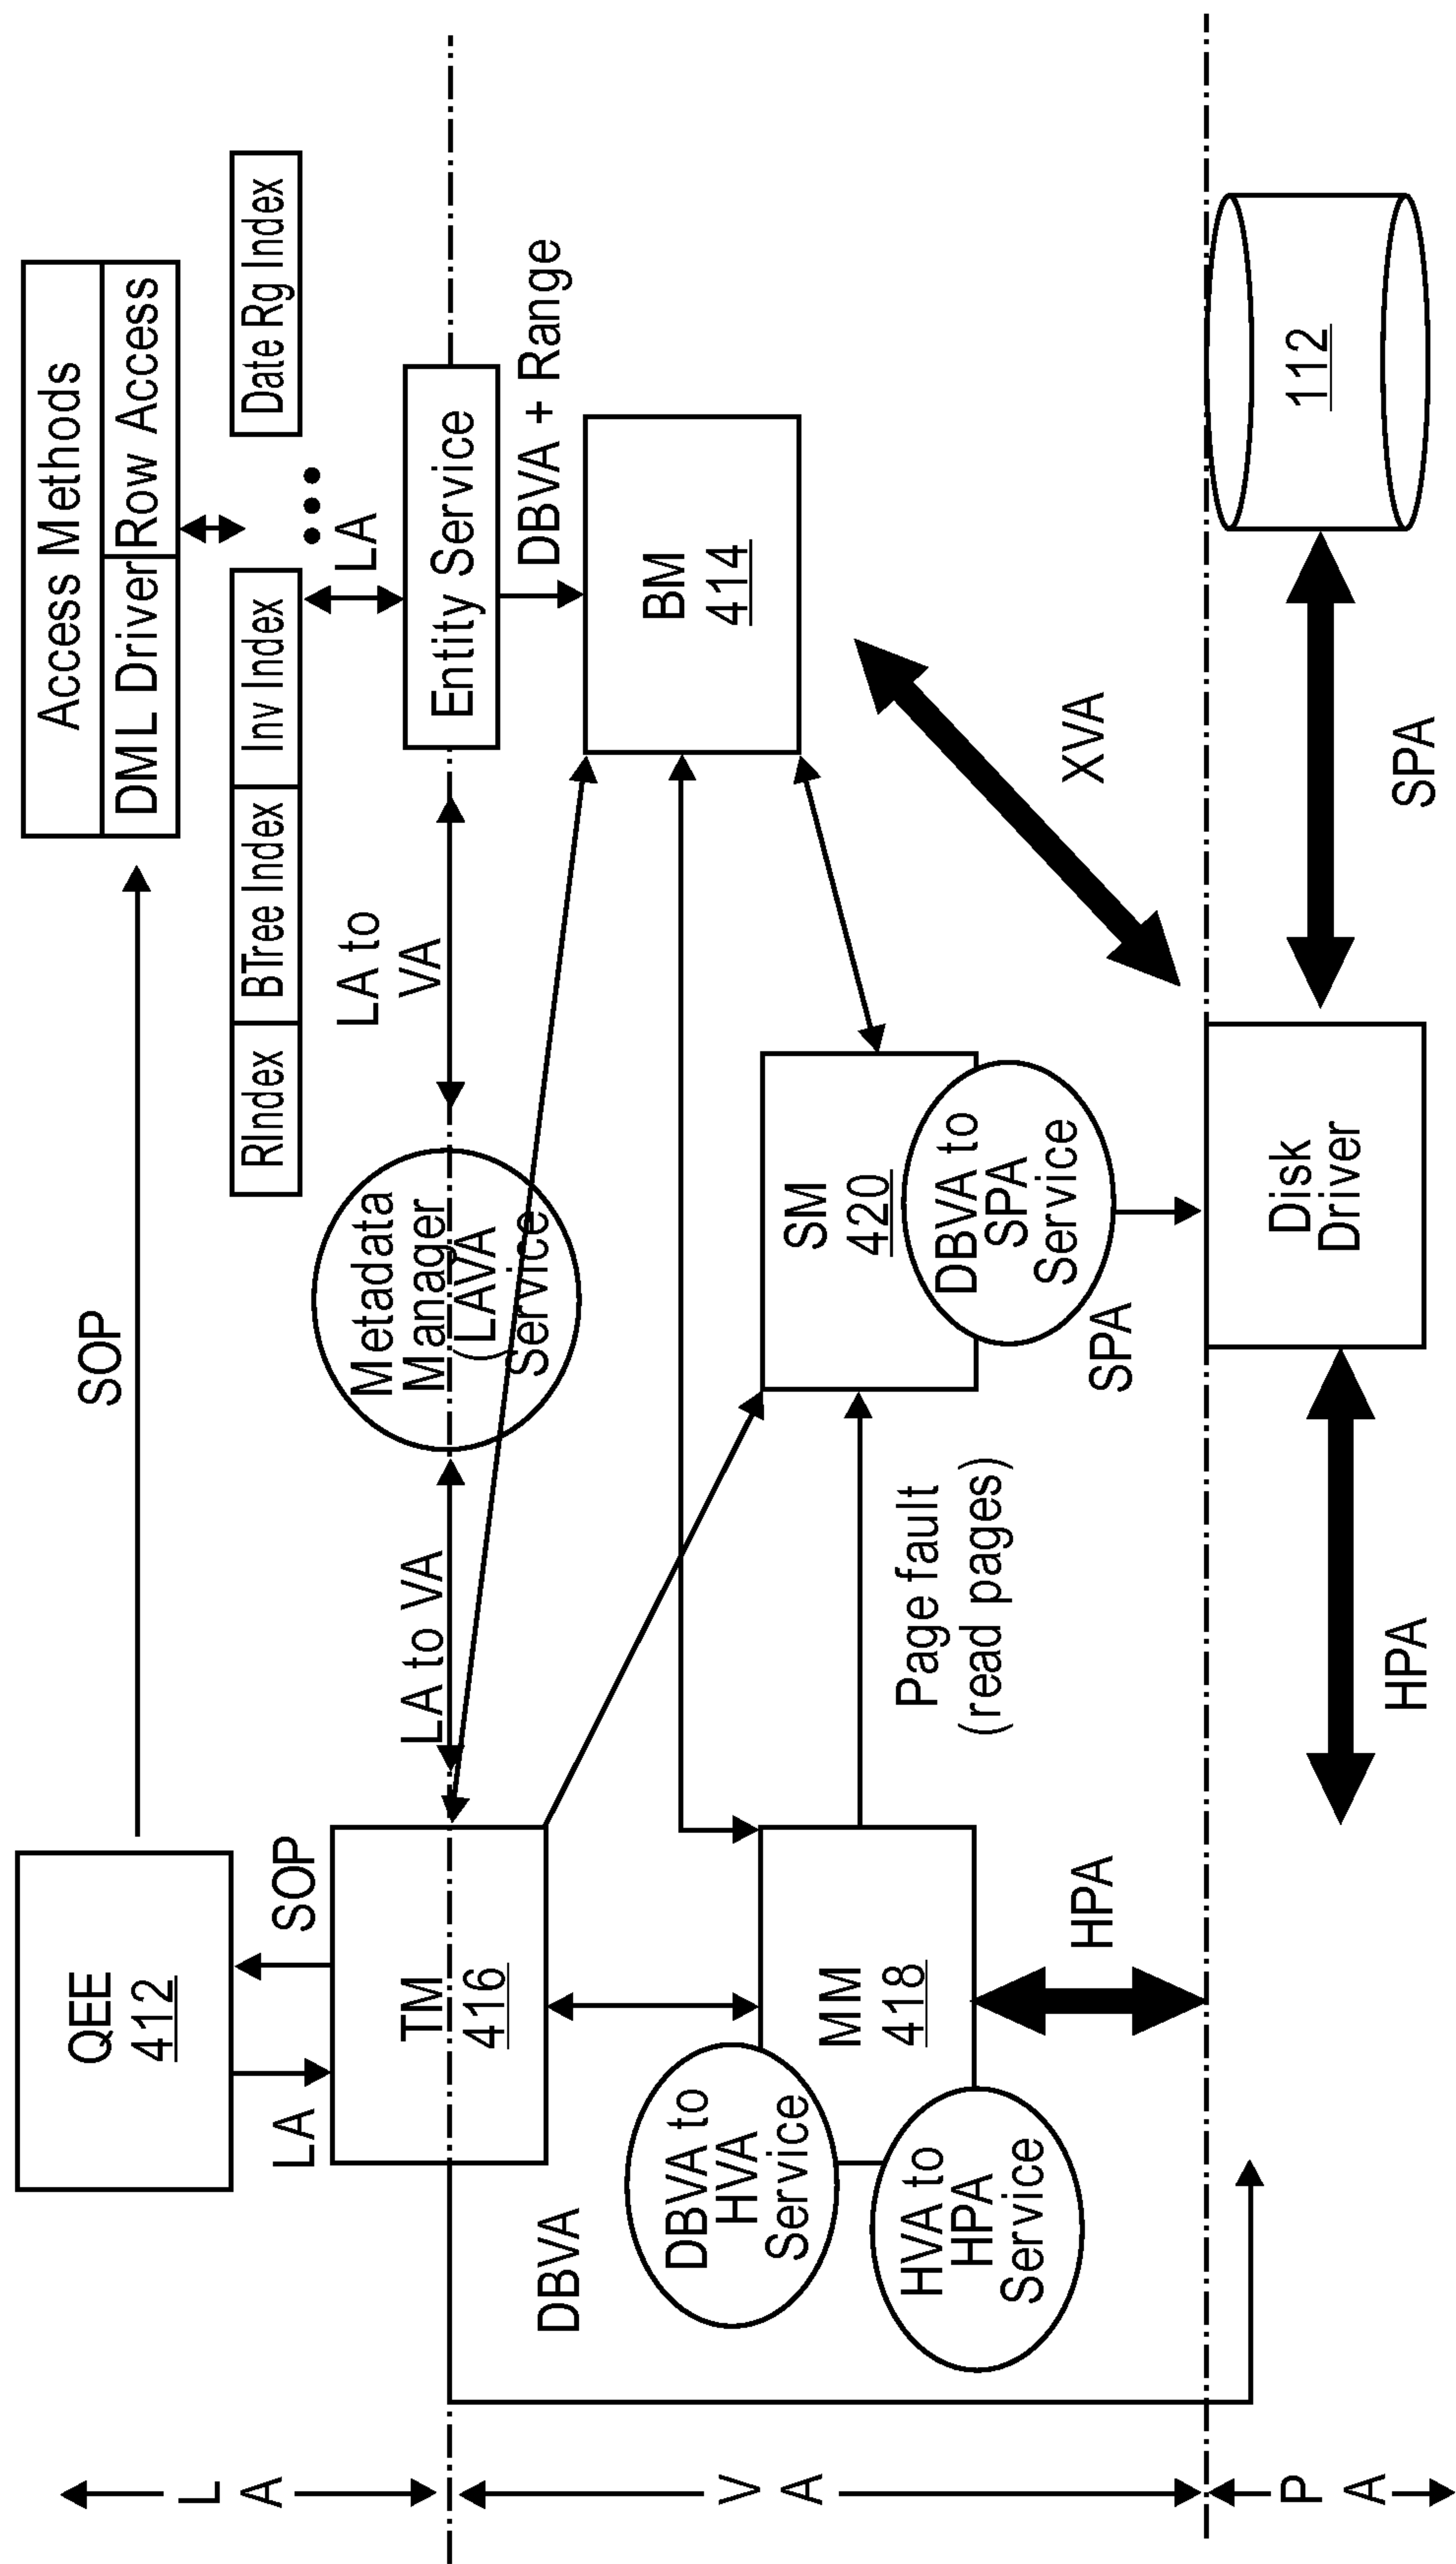 LA
QEE
412
SOP
Access Methods
DML Driver
Row Access
LA
SOP
RIndex
BTree Index
Inv Index
Date Rg Index
TM
416
LA to VA
Metadata
Manager
(LAVA
Service
LA to
VA
LA
Entity Service
DBVA + Range
BM
414
VA
DBVA
DBVA to
HVA
Service
MM
418
HVA to
HPA
Service
Page fault
(read pages)
SM
420
DBVA to
SPA
Service
XVA
HPA
SPA
PA
HPA
Disk
Driver
SPA
112